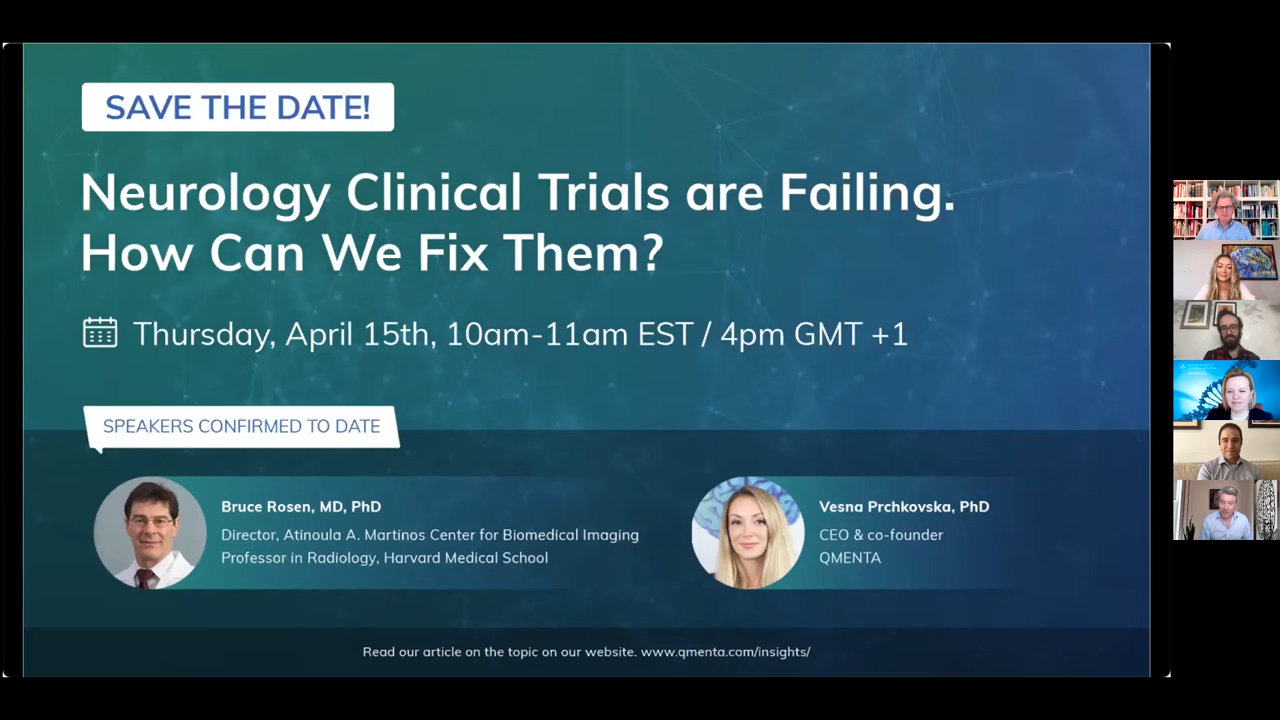 SAVE THE DATE!
Neurology Clinical Trials are Failing.
How Can We Fix Them?
Thursday, April 15th, 10am-11am EST / 4pm GMT +1
SPEAKERS CONFIRMED TO DATE
Bruce Rosen, MD, PhD
Director, Atinoula A. Martinos Center for Biomedical Imaging
Professor in Radiology, Harvard Medical School
Vesna Prchkovska, PhD
CEO & co-founder
QMENTA
Read our article on the topic on our website. www.qmenta.com/insights/